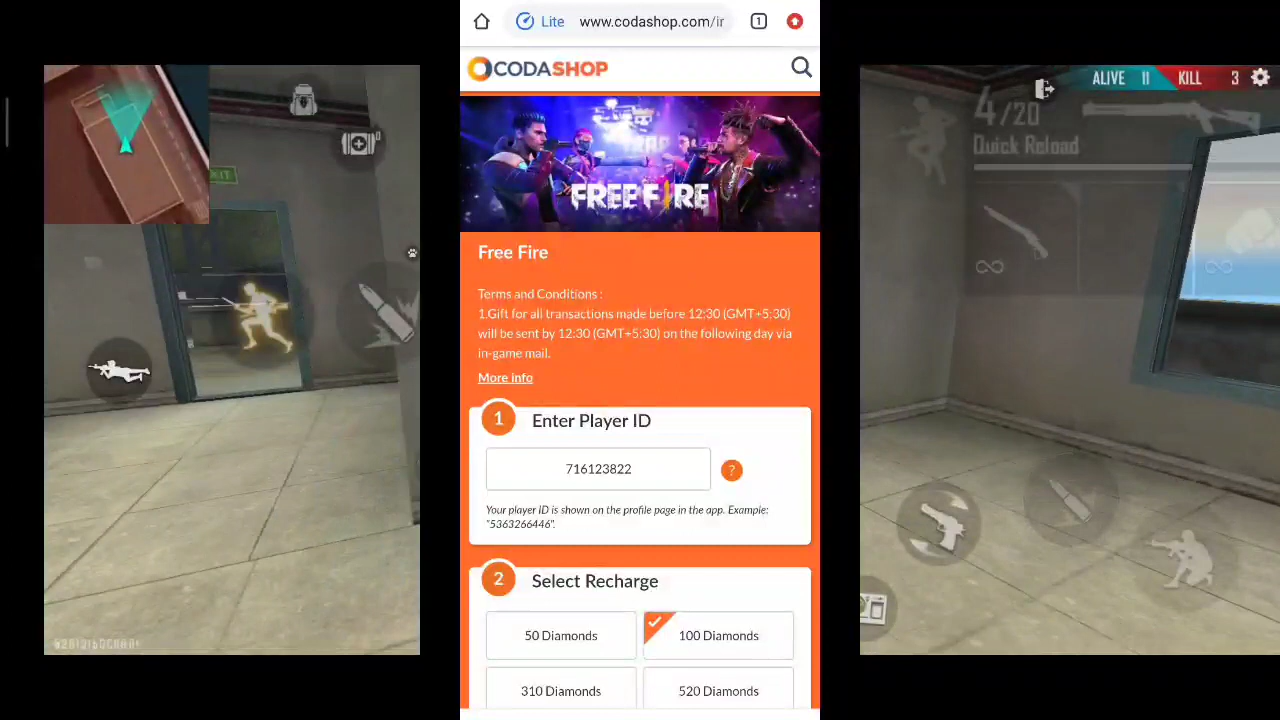 Lite
www.codashop.com/ir
1
CODASHOP
FREE FIRE
Free Fire
Terms and Conditions :
1.Gift for all transactions made before 12:30 (GMT+5:30)
will be sent by 12:30 (GMT+5:30) on the following day via
in-game mail.
More info
1
Enter Player ID
716123822
?
Your player ID is shown on the profile page in the app. Example:
"5363266446".
2
Select Recharge
50 Diamonds
100 Diamonds
310 Diamonds
520 Diamonds
ALIVE 11
KILL 3
4/20
Quick Reload